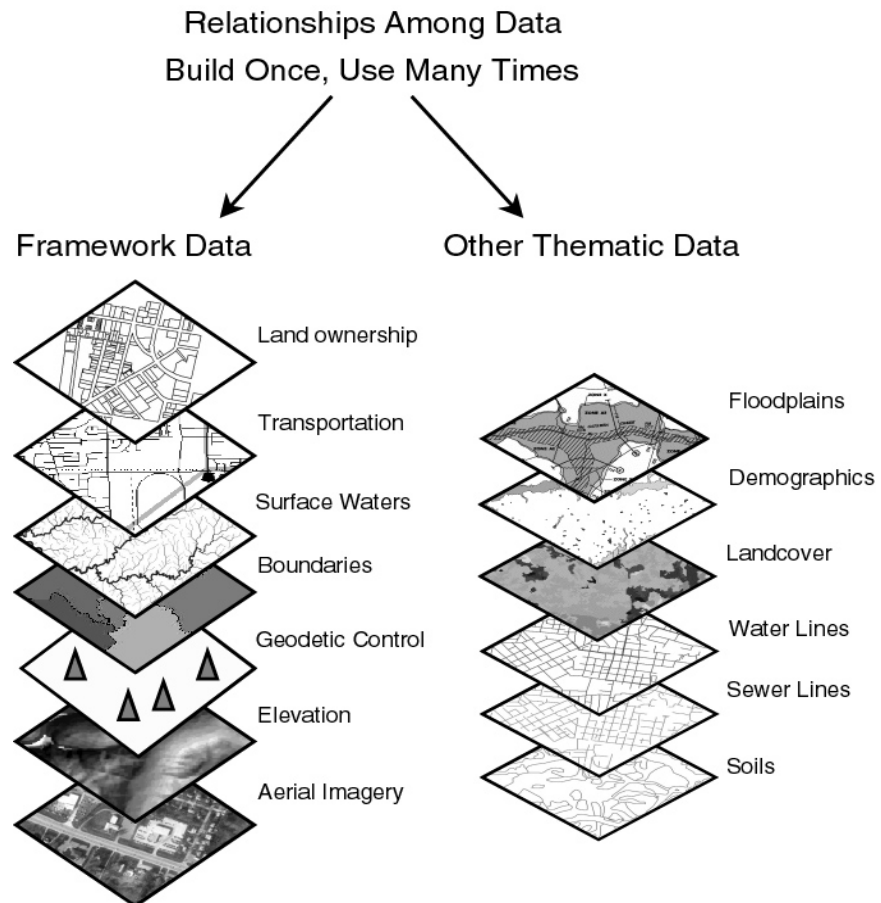 Relationships Among Data
Build Once, Use Many Times
Framework Data
Land ownership
Transportation
Surface Waters
Boundaries
Geodetic Control
Elevation
Aerial Imagery
Other Thematic Data
Floodplains
Demographics
Landcover
Water Lines
Sewer Lines
Soils